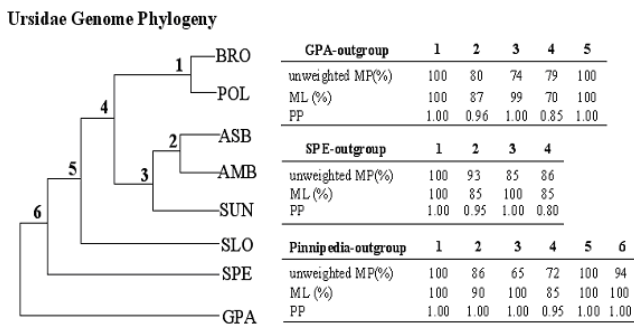 Ursidae Genome Phylogeny
BRO
POL
ASB
AMB
SUN
SLO
SPE
GPA
1
2
3
4
5
6
GPA-outgroup 1 2 3 4 5
unweighted MP(%) 100 80 74 79 100
ML (%) 100 87 99 70 100
PP 1.00 0.96 1.00 0.85 1.00
SPE-outgroup 1 2 3 4
unweighted MP(%) 100 93 85 86
ML (%) 100 85 100 85
PP 1.00 0.95 1.00 0.80
Pinnipedia-outgroup 1 2 3 4 5 6
unweighted MP(%) 100 86 65 72 100 94
ML (%) 100 90 100 85 100 100
PP 1.00 1.00 1.00 0.95 1.00 1.00